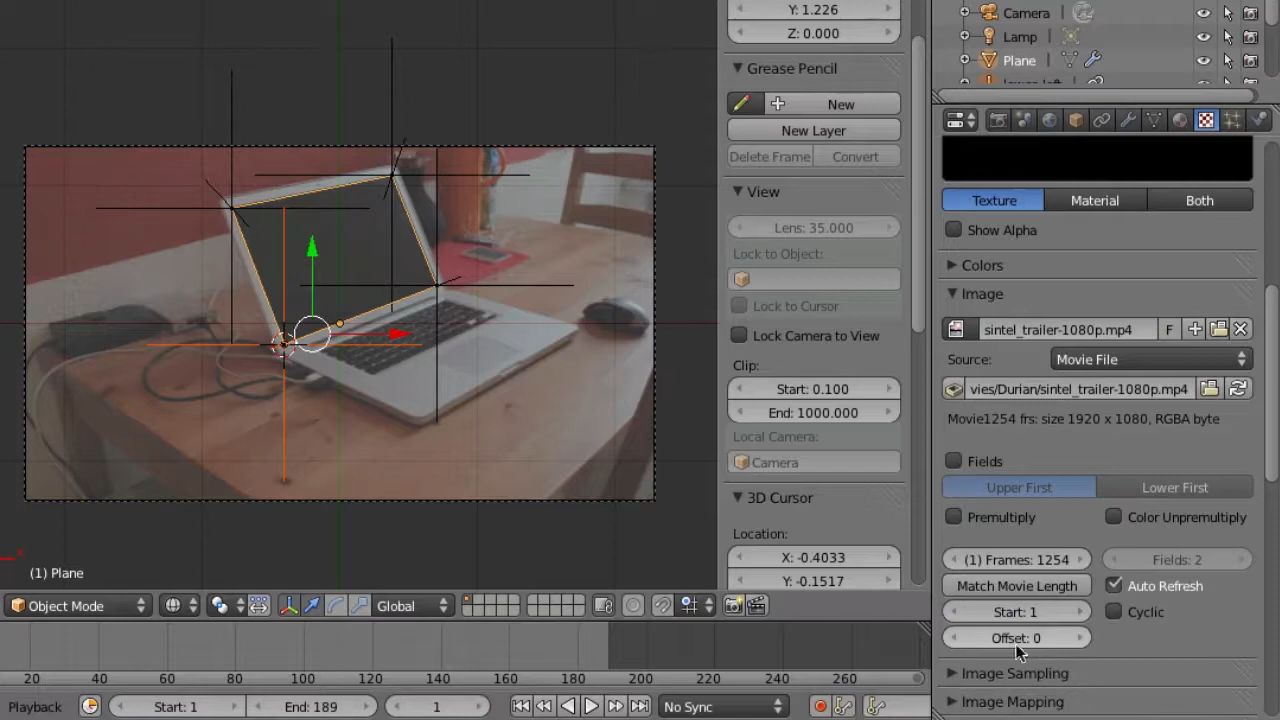 Y: 1.226
Z: 0.000
Grease Pencil
New
New Layer
Delete Frame Convert
View
Lens: 35.000
Lock to Object:
Lock to Cursor
Lock Camera to View
Clip:
Start: 0.100
End: 1000.000
Local Camera:
Camera
3D Cursor
Location:
X: -0.4033
Y: -0.1517
Camera
Lamp
Plane
Texture Material Both
Show Alpha
Colors
Image
sintel_trailer-1080p.mp4 F
Source: Movie File
vies/Durian/sintel_trailer-1080p.mp4
Movie1254 frs: size 1920 x 1080, RGBA byte
Fields
Upper First Lower First
Premultiply Color Unpremultiply
(1) Frames: 1254 Fields: 2
Match Movie Length Auto Refresh
Start: 1 Cyclic
Offset: 0
Image Sampling
Image Mapping
x
(1) Plane
Object Mode Global
20 40 60 80 100 120 140 160 180 200 220 240 260
Playback Start: 1 End: 189 1 No Sync